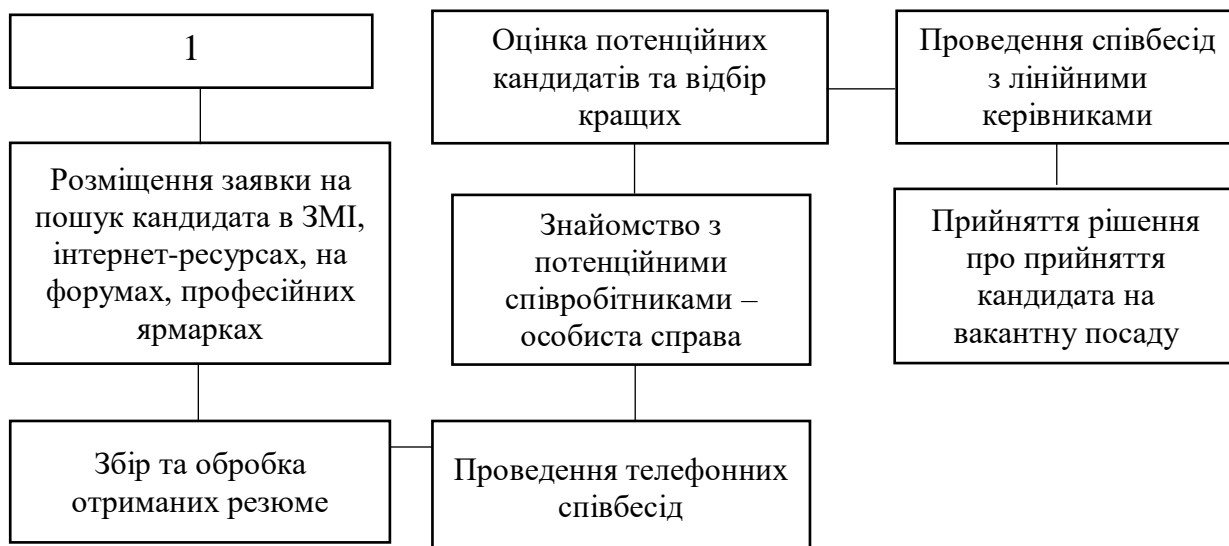 1
Розміщення заявки на
пошук кандидата в ЗМІ,
інтернет-ресурсах, на
форумах, професійних
ярмарках
Збір та обробка
отриманих резюме
Проведення телефонних
співбесід
Знайомство з
потенційними
співробітниками –
особиста справа
Оцінка потенційних
кандидатів та відбір
кращих
Проведення співбесід
з лінійними
керівниками
Прийняття рішення
про прийняття
кандидата на
вакантну посаду